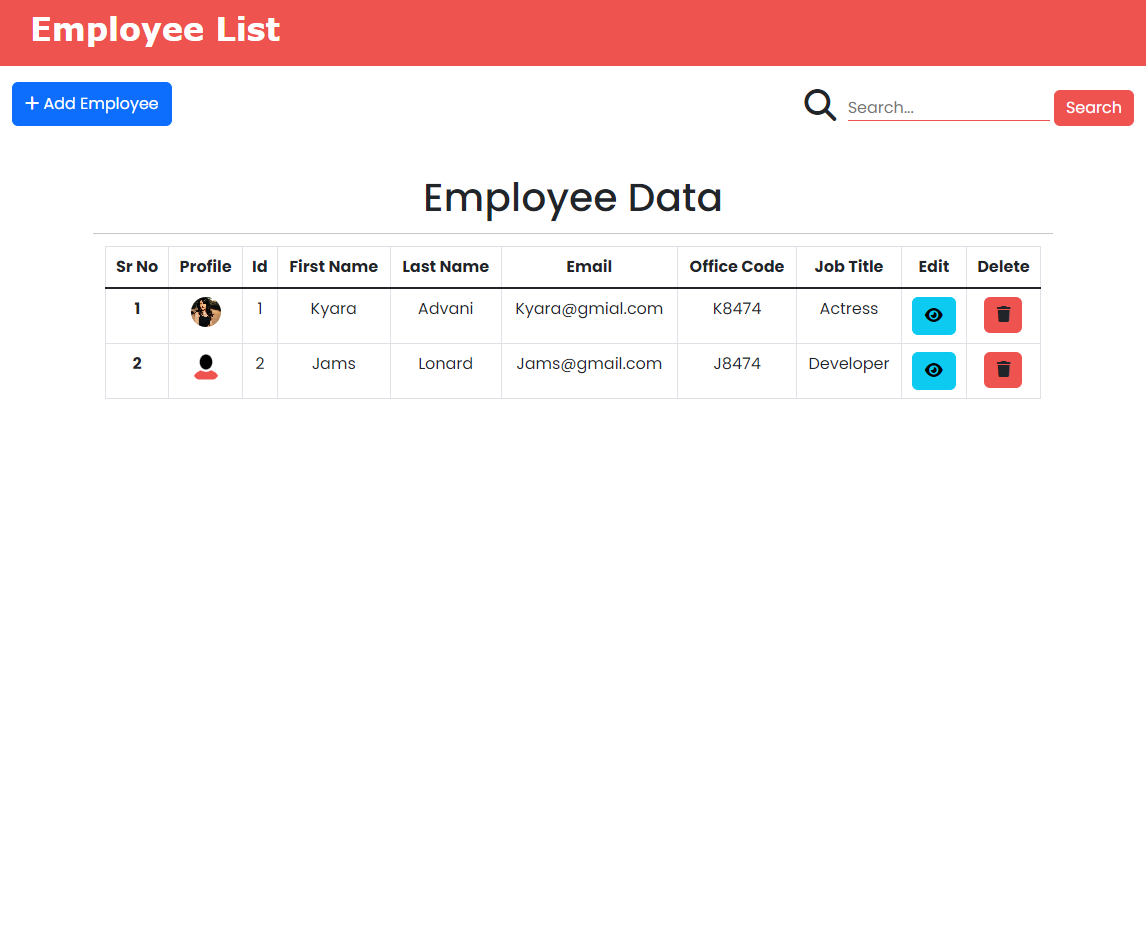 Employee List
Add Employee
Search...
Search
Employee Data
Sr No Profile Id First Name Last Name Email Office Code Job Title Edit Delete
1 1 Kyara Advani Kyara@gmial.com K8474 Actress
2 2 Jams Lonard Jams@gmail.com J8474 Developer